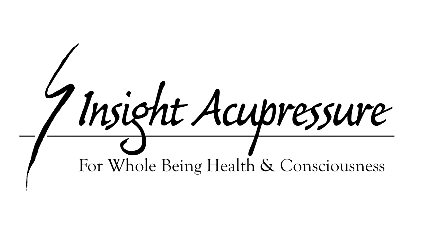 Insight Acupressure
For Whole Being Health & Consciousness